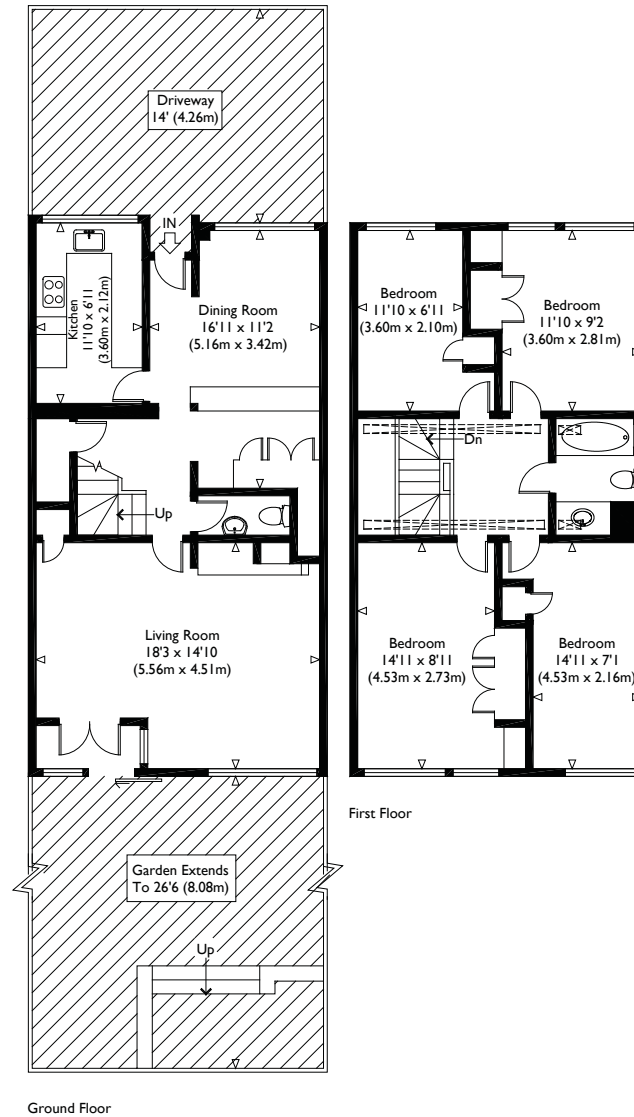 Driveway
14' (4.26m)
IN
Kitchen
11'10 x 6'11
(3.60m x 2.12m)
Dining Room
16'11 x 11'2
(5.16m x 3.42m)
Up
Living Room
18'3 x 14'10
(5.56m x 4.51m)
Garden Extends
To 26'6 (8.08m)
Up
Ground Floor
Bedroom
11'10 x 6'11
(3.60m x 2.10m)
Bedroom
11'10 x 9'2
(3.60m x 2.81m)
Dn
Bedroom
14'11 x 8'11
(4.53m x 2.73m)
Bedroom
14'11 x 7'1
(4.53m x 2.16m)
First Floor